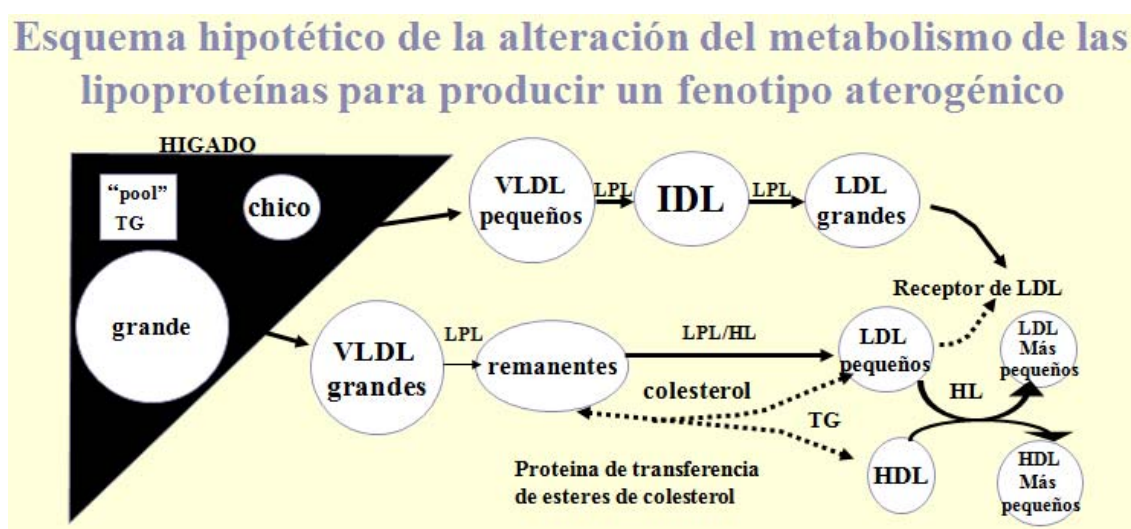 Esquema hipotético de la alteración del metabolismo de las
lipoproteínas para producir un fenotipo aterogénico
HIGADO
“pool”
TG
chico
grande
VLDL
pequeños
LPL
IDL
LPL
LDL
grandes
Receptor de LDL
VLDL
grandes
LPL
remanentes
LPL/HL
LDL
pequeños
LDL
Más
pequeños
colesterol
HL
TG
Proteina de transferencia
de esteres de colesterol
HDL
HDL
Más
pequeños